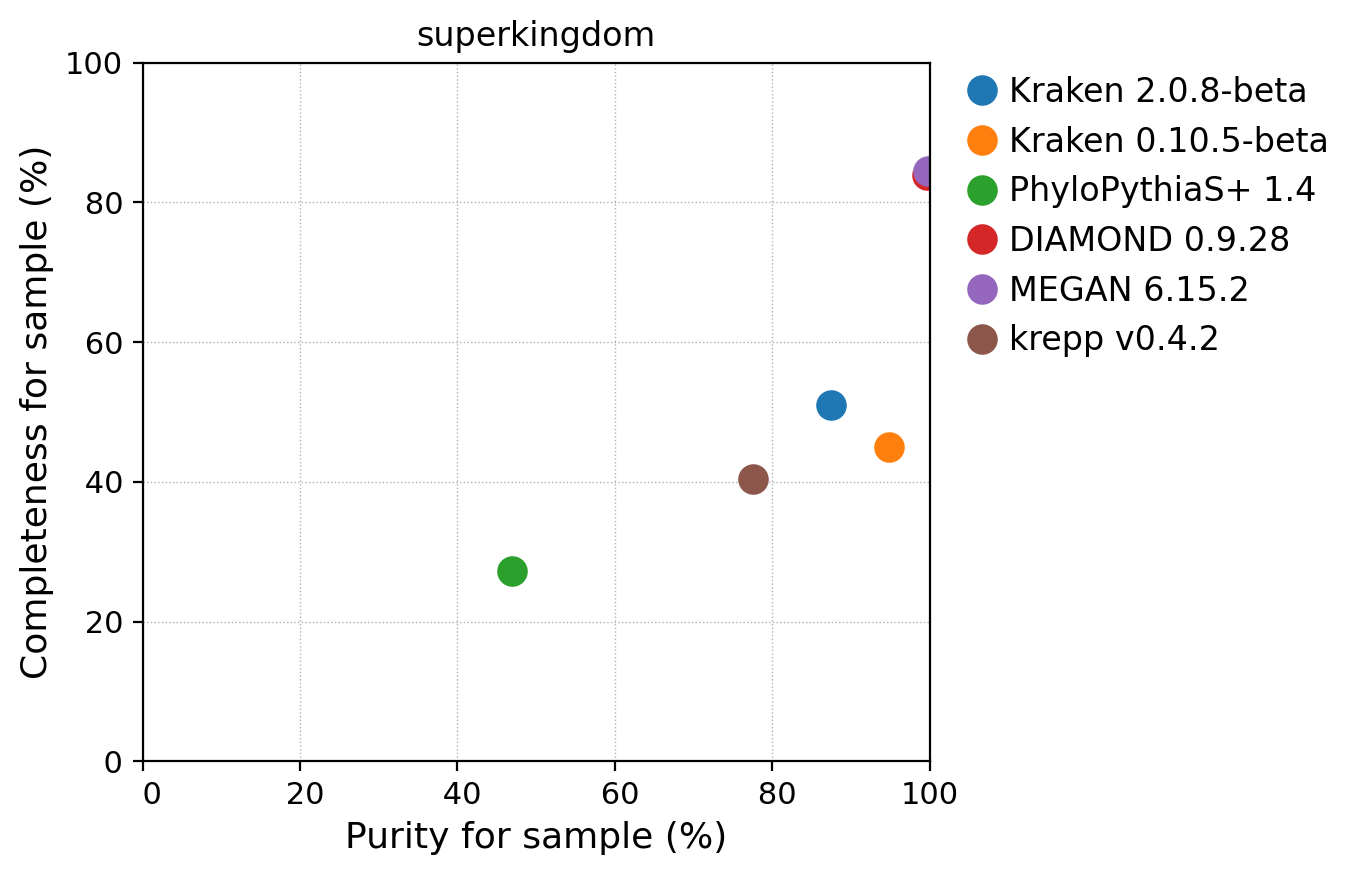 superkingdom
100
80
60
40
20
0
Completeness for sample (%)
0 20 40 60 80 100
Purity for sample (%)
Kraken 2.0.8-beta
Kraken 0.10.5-beta
PhyloPythiaS+ 1.4
DIAMOND 0.9.28
MEGAN 6.15.2
krepp v0.4.2